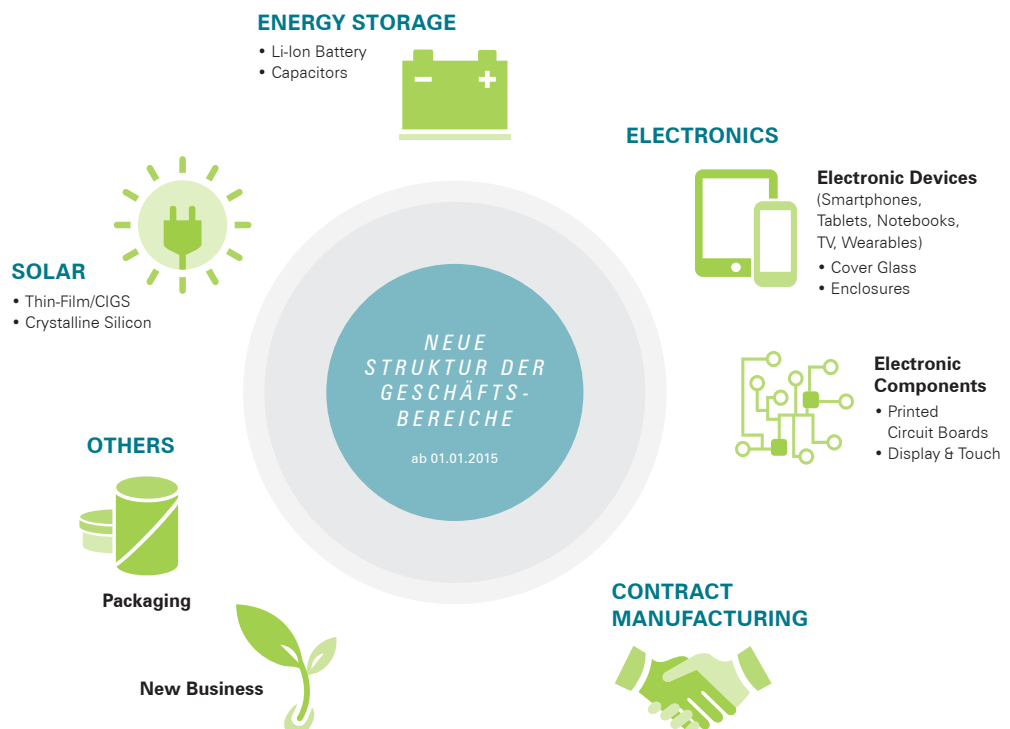 ENERGY STORAGE
• Li-Ion Battery
• Capacitors
ELECTRONICS
Electronic Devices
(Smartphones,
Tablets, Notebooks,
TV, Wearables)
• Cover Glass
• Enclosures
Electronic
Components
• Printed
Circuit Boards
• Display & Touch
CONTRACT
MANUFACTURING
OTHERS
Packaging
New Business
SOLAR
• Thin-Film/CIGS
• Crystalline Silicon
NEUE
STRUKTUR DER
GESCHÄFTS-
BEREICHE
ab 01.01.2015